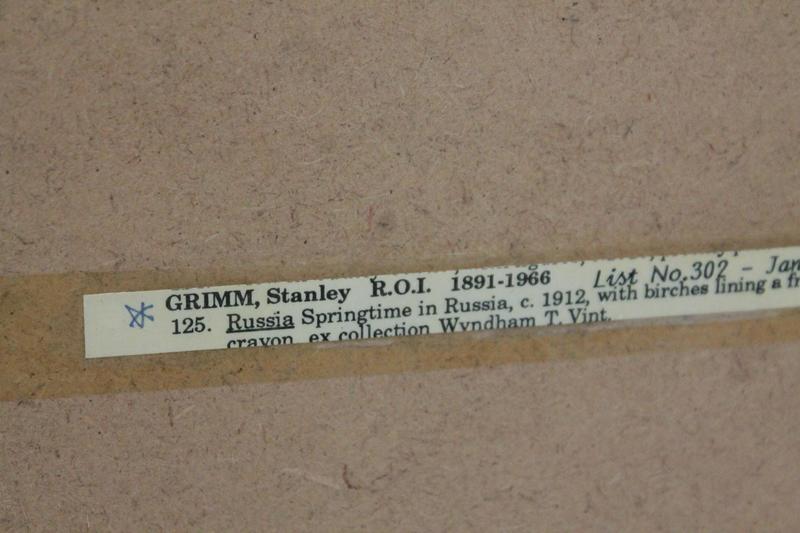 GRIMM, Stanley R.O.I. 1891-1966 List No.302 - Jan
125. Russia Springtime in Russia, c. 1912, with birches lining a fr
crayon, ex collection Wyndham T. Vint.